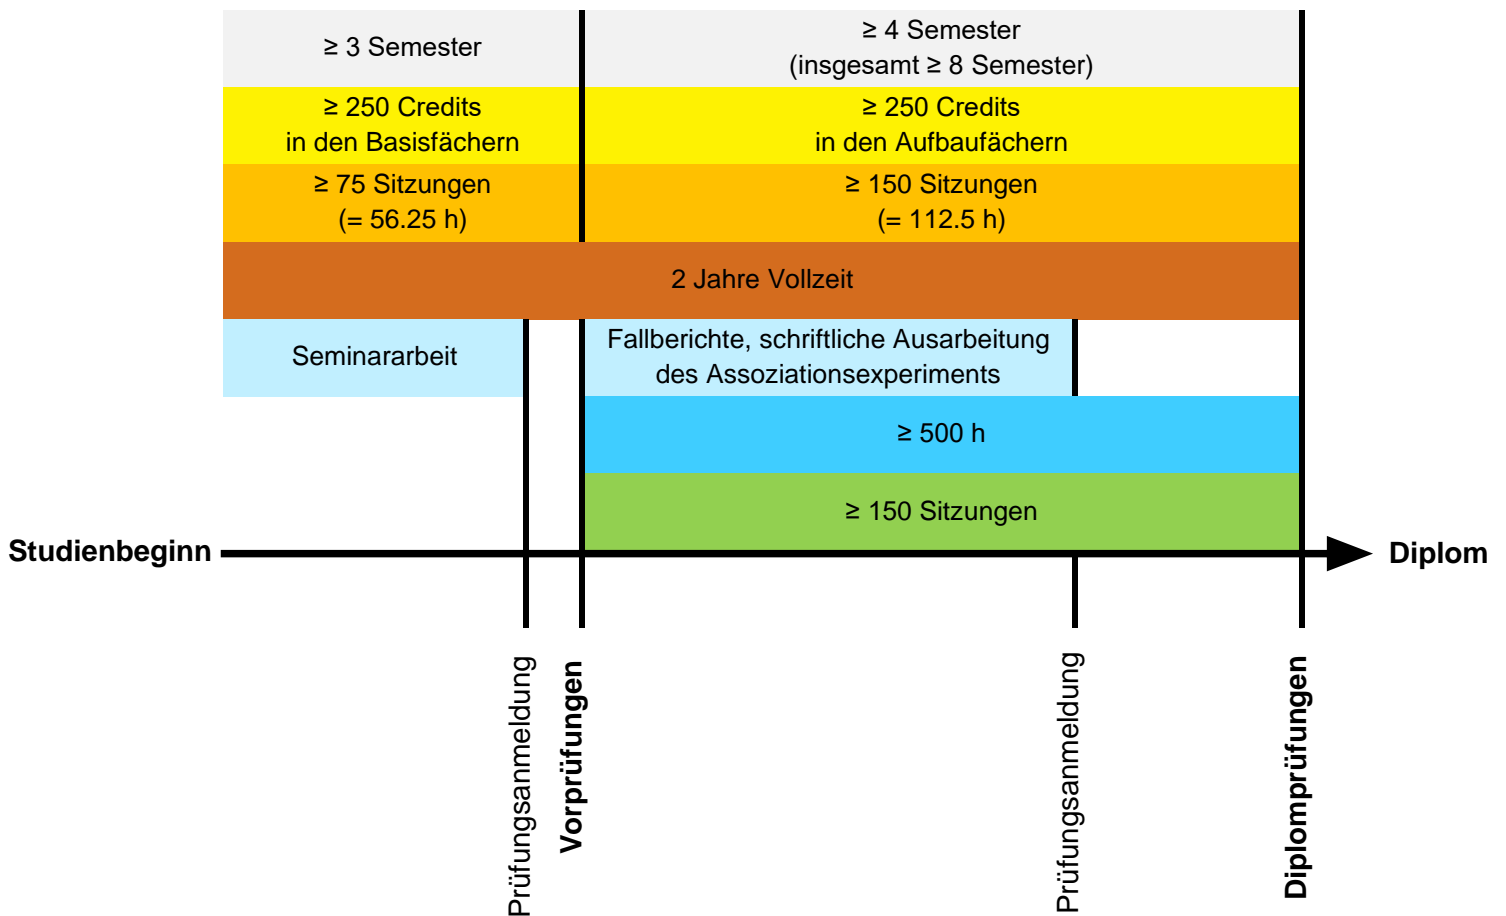 ≥ 3 Semester
≥ 4 Semester
(insgesamt ≥ 8 Semester)
≥ 250 Credits
in den Basisfächern
≥ 250 Credits
in den Aufbaufächern
≥ 75 Sitzungen
(= 56.25 h)
≥ 150 Sitzungen
(= 112.5 h)
2 Jahre Vollzeit
Seminararbeit
Fallberichte, schriftliche Ausarbeitung
des Assoziationsexperiments
≥ 500 h
≥ 150 Sitzungen
Studienbeginn
Diplom
Prüfungsanmeldung
Vorprüfungen
Prüfungsanmeldung
Diplomprüfungen